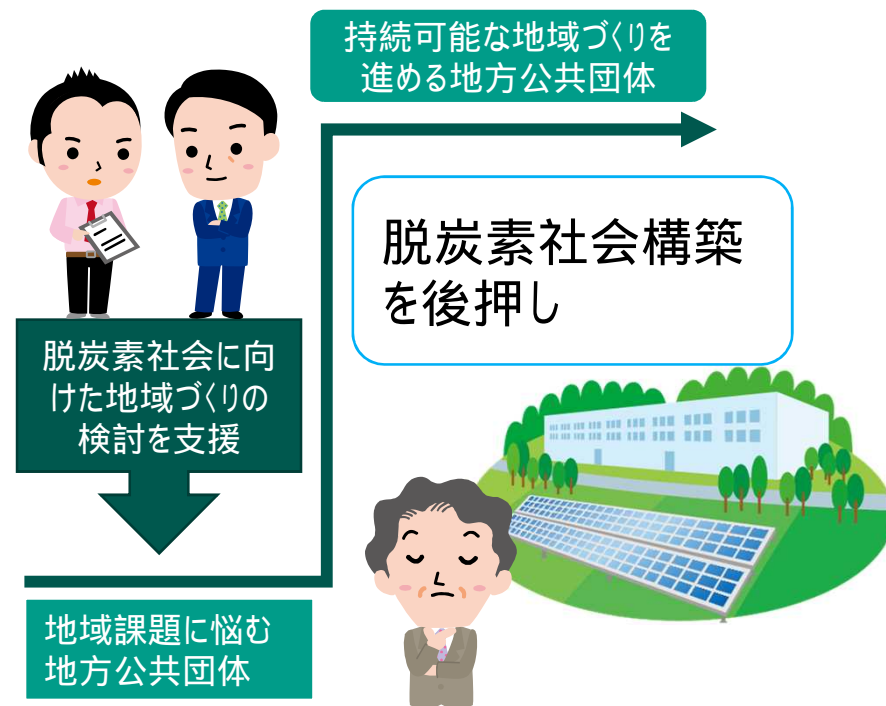 持続可能な地域づくりを
進める地方公共団体
脱炭素社会構築
を後押し
脱炭素社会に向
けた地域づくりの
検討を支援
地域課題に悩む
地方公共団体